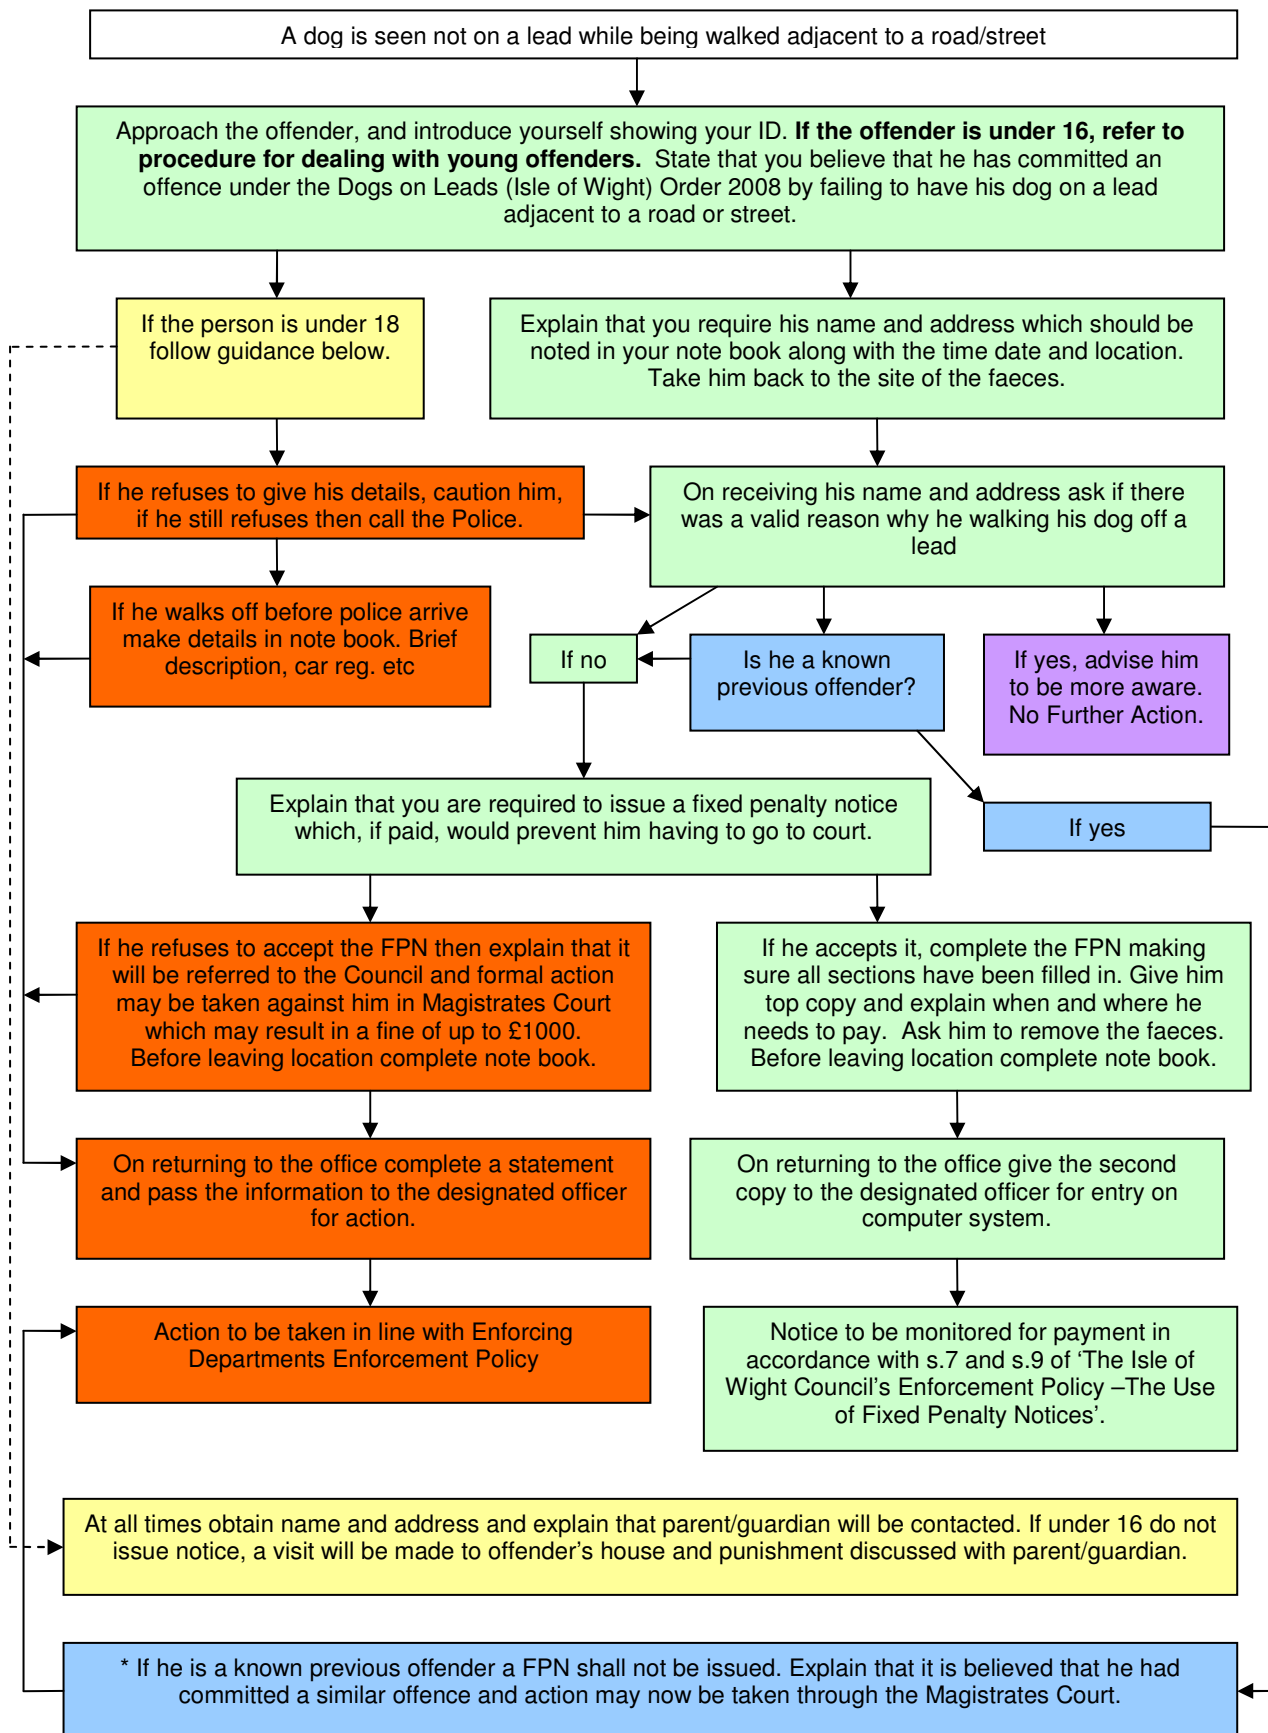 A dog is seen not on a lead while being walked adjacent to a road/street
Approach the offender, and introduce yourself showing your ID. If the offender is under 16, refer to
procedure for dealing with young offenders. State that you believe that he has committed an
offence under the Dogs on Leads (Isle of Wight) Order 2008 by failing to have his dog on a lead
adjacent to a road or street.
If the person is under 18
follow guidance below.
Explain that you require his name and address which should be
noted in your note book along with the time date and location.
Take him back to the site of the faeces.
If he refuses to give his details, caution him,
if he still refuses then call the Police.
On receiving his name and address ask if there
was a valid reason why he walking his dog off a
lead
If he walks off before police arrive
make details in note book. Brief
description, car reg. etc
If no
Is he a known
previous offender?
If yes, advise him
to be more aware.
No Further Action.
Explain that you are required to issue a fixed penalty notice
which, if paid, would prevent him having to go to court.
If yes
If he refuses to accept the FPN then explain that it
will be referred to the Council and formal action
may be taken against him in Magistrates Court
which may result in a fine of up to £1000.
Before leaving location complete note book.
If he accepts it, complete the FPN making
sure all sections have been filled in. Give him
top copy and explain when and where he
needs to pay. Ask him to remove the faeces.
Before leaving location complete note book.
On returning to the office complete a statement
and pass the information to the designated officer
for action.
On returning to the office give the second
copy to the designated officer for entry on
computer system.
Action to be taken in line with Enforcing
Departments Enforcement Policy
Notice to be monitored for payment in
accordance with s.7 and s.9 of ‘The Isle of
Wight Council’s Enforcement Policy –The Use
of Fixed Penalty Notices’.
At all times obtain name and address and explain that parent/guardian will be contacted. If under 16 do not
issue notice, a visit will be made to offender’s house and punishment discussed with parent/guardian.
* If he is a known previous offender a FPN shall not be issued. Explain that it is believed that he had
committed a similar offence and action may now be taken through the Magistrates Court.